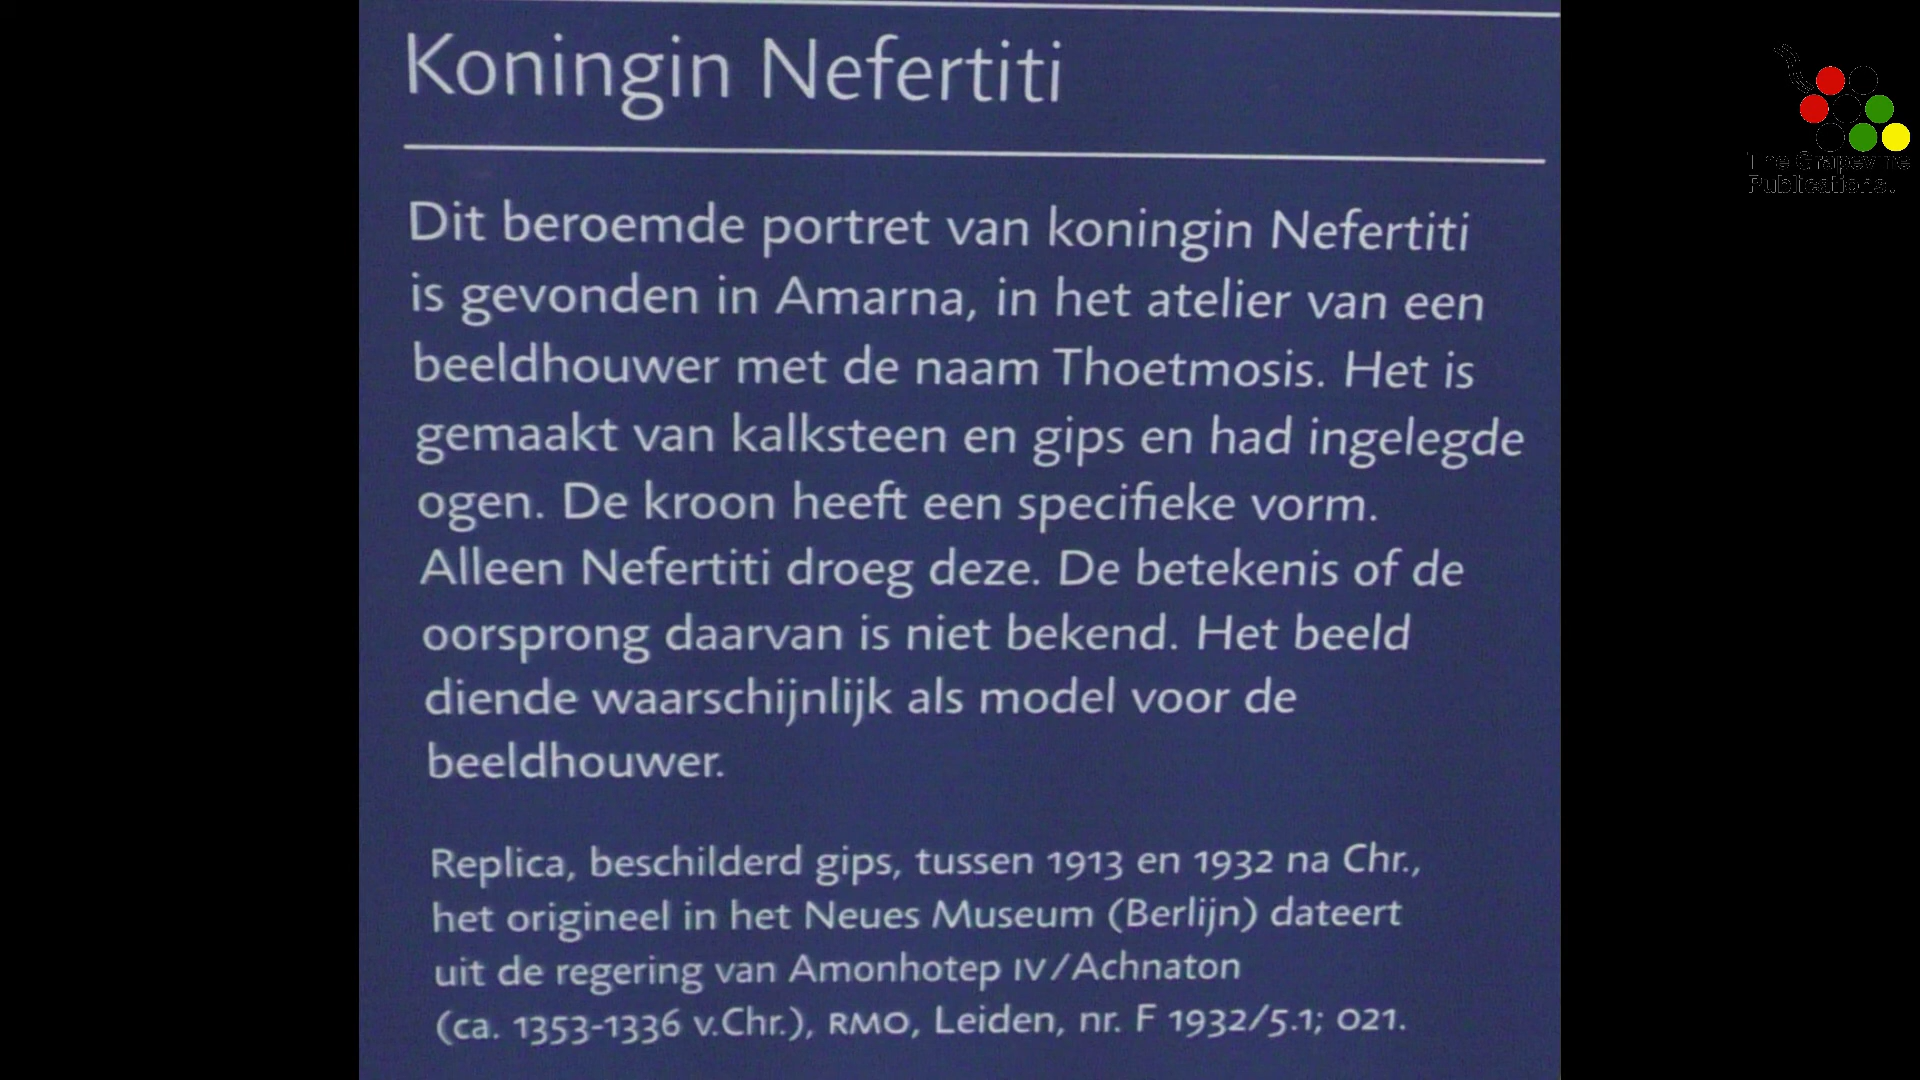 Koningin Nefertiti
Dit beroemde portret van koningin Nefertiti
is gevonden in Amarna, in het atelier van een
beeldhouwer met de naam Thoetmosis. Het is
gemaakt van kalksteen en gips en had ingelegde
ogen. De kroon heeft een specifieke vorm.
Alleen Nefertiti droeg deze. De betekenis of de
oorsprong daarvan is niet bekend. Het beeld
diende waarschijnlijk als model voor de
beeldhouwer.
Replica, beschilderd gips, tussen 1913 en 1932 na Chr.,
het origineel in het Neues Museum (Berlijn) dateert
uit de regering van Amonhotep IV/Achnaton
(ca. 1353-1336 v.Chr.), RMO, Leiden, nr. F 1932/5.1; 021.
The Grapevine
Publications.